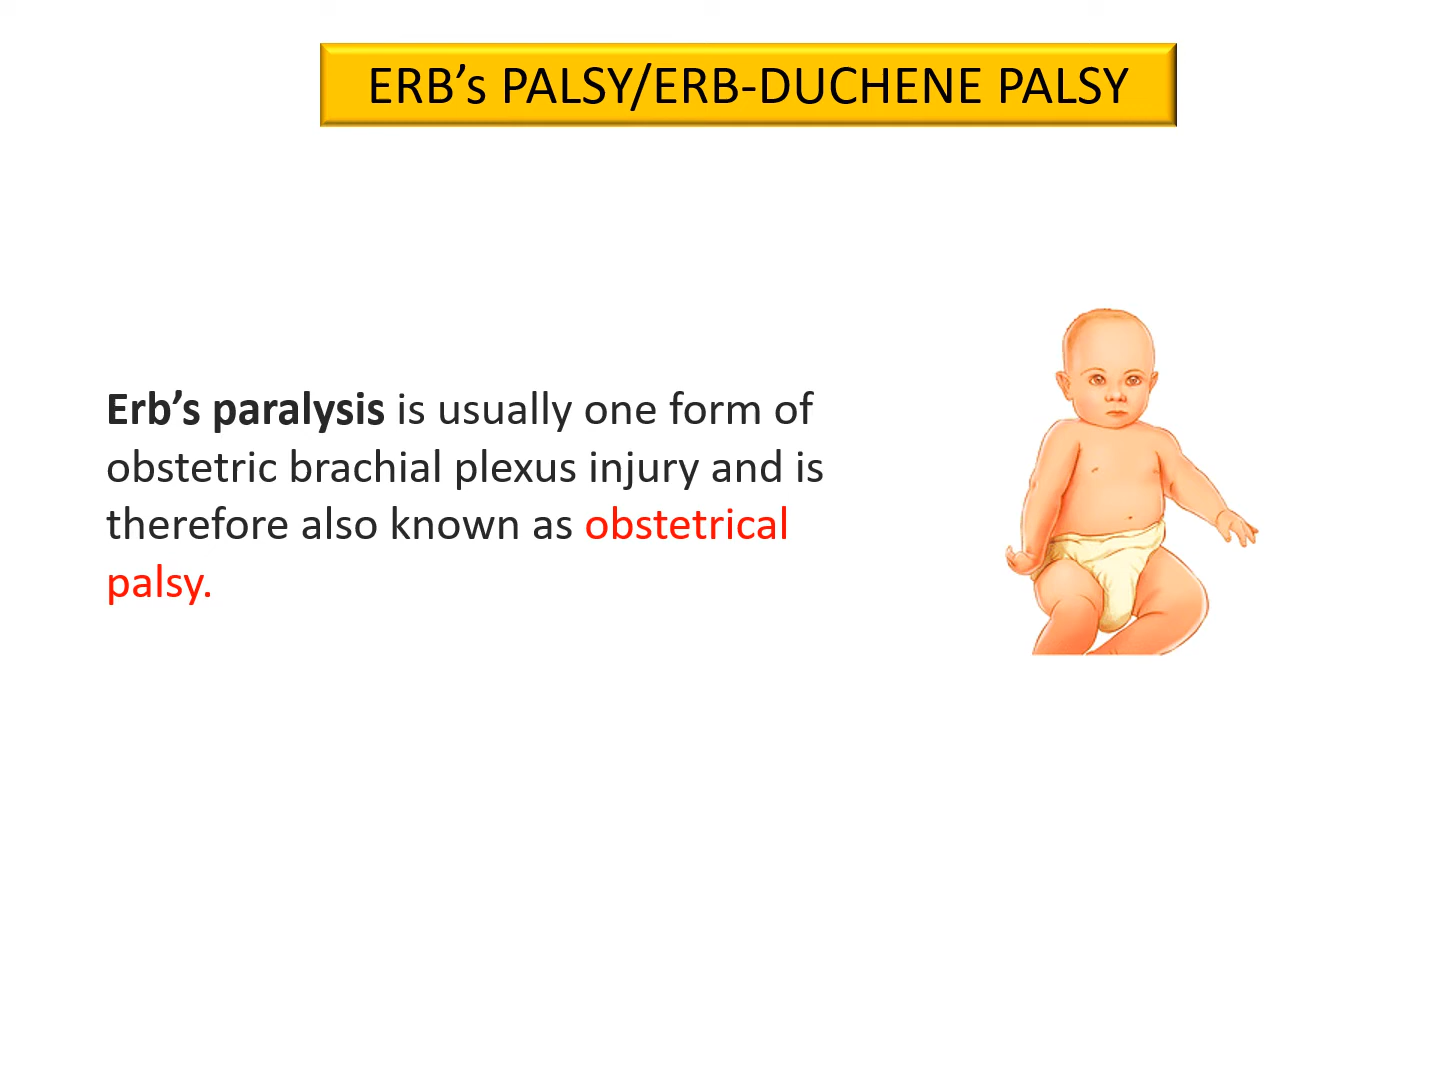 ERB’s PALSY/ERB-DUCHENE PALSY
Erb’s paralysis is usually one form of
obstetric brachial plexus injury and is
therefore also known as obstetrical
palsy.